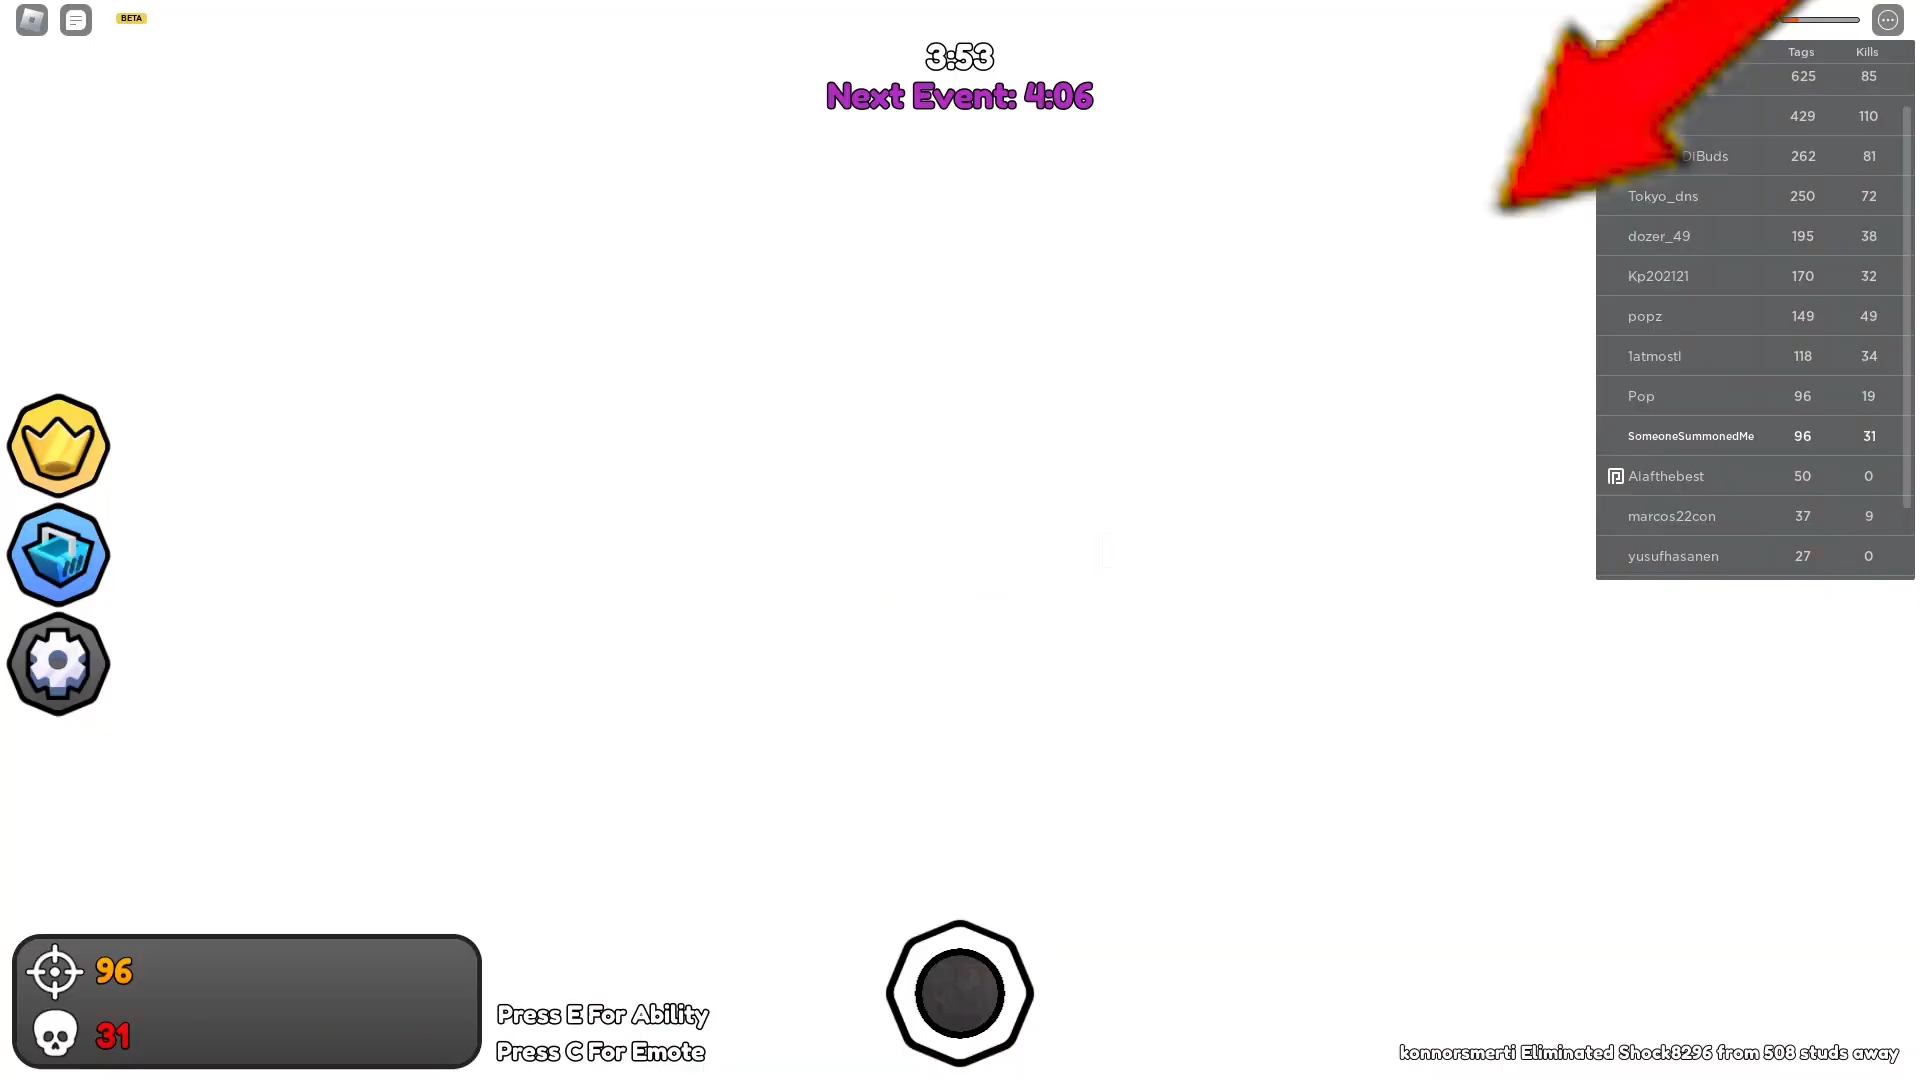 BETA
3:53
Next Event: 4:06
Tags Kills
625 85
429 110
DiBuds 262 81
Tokyo_dns 250 72
dozer_49 195 38
Kp202121 170 32
popz 149 49
1atmostl 118 34
Pop 96 19
SomeoneSummonedMe 96 31
Alafthebest 50 0
marcos22con 37 9
yusufhasanen 27 0
96
31
Press E For Ability
Press C For Emote
konnorsmerti Eliminated Shock8296 from 508 studs away